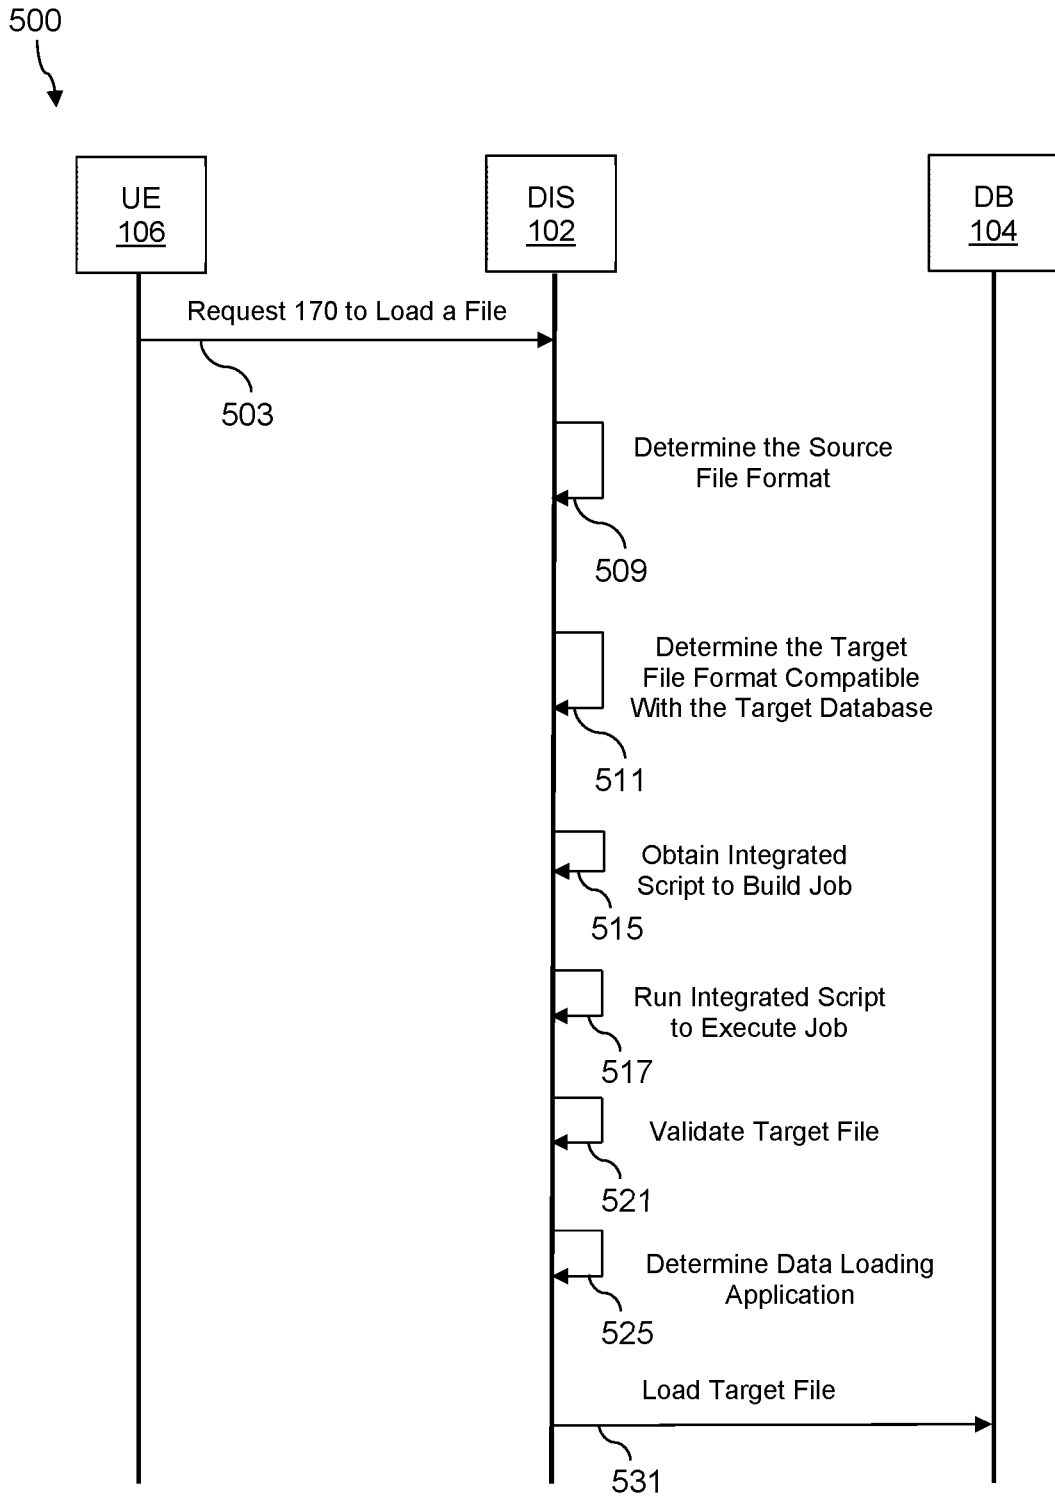 500
UE
106
DIS
102
DB
104
Request 170 to Load a File
503
Determine the Source
File Format
509
Determine the Target
File Format Compatible
With the Target Database
511
Obtain Integrated
Script to Build Job
515
Run Integrated Script
to Execute Job
517
Validate Target File
521
Determine Data Loading
Application
525
Load Target File
531